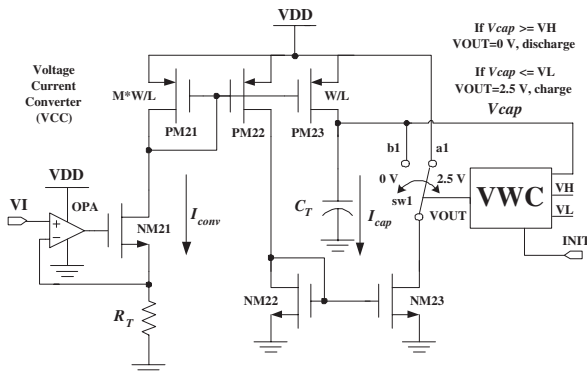 VDD
If Vcap >= VH
VOUT=0 V, discharge
If Vcap <= VL
VOUT=2.5 V, charge
Vcap
Voltage
Current
Converter
(VCC)
M*W/L
W/L
PM21
PM22
PM23
b1
a1
0 V
2.5 V
sw1
VWC
VH
VL
VOUT
INIT
VDD
OPA
VI
+
−
NM21
Iconv
CT
Icap
RT
NM22
NM23